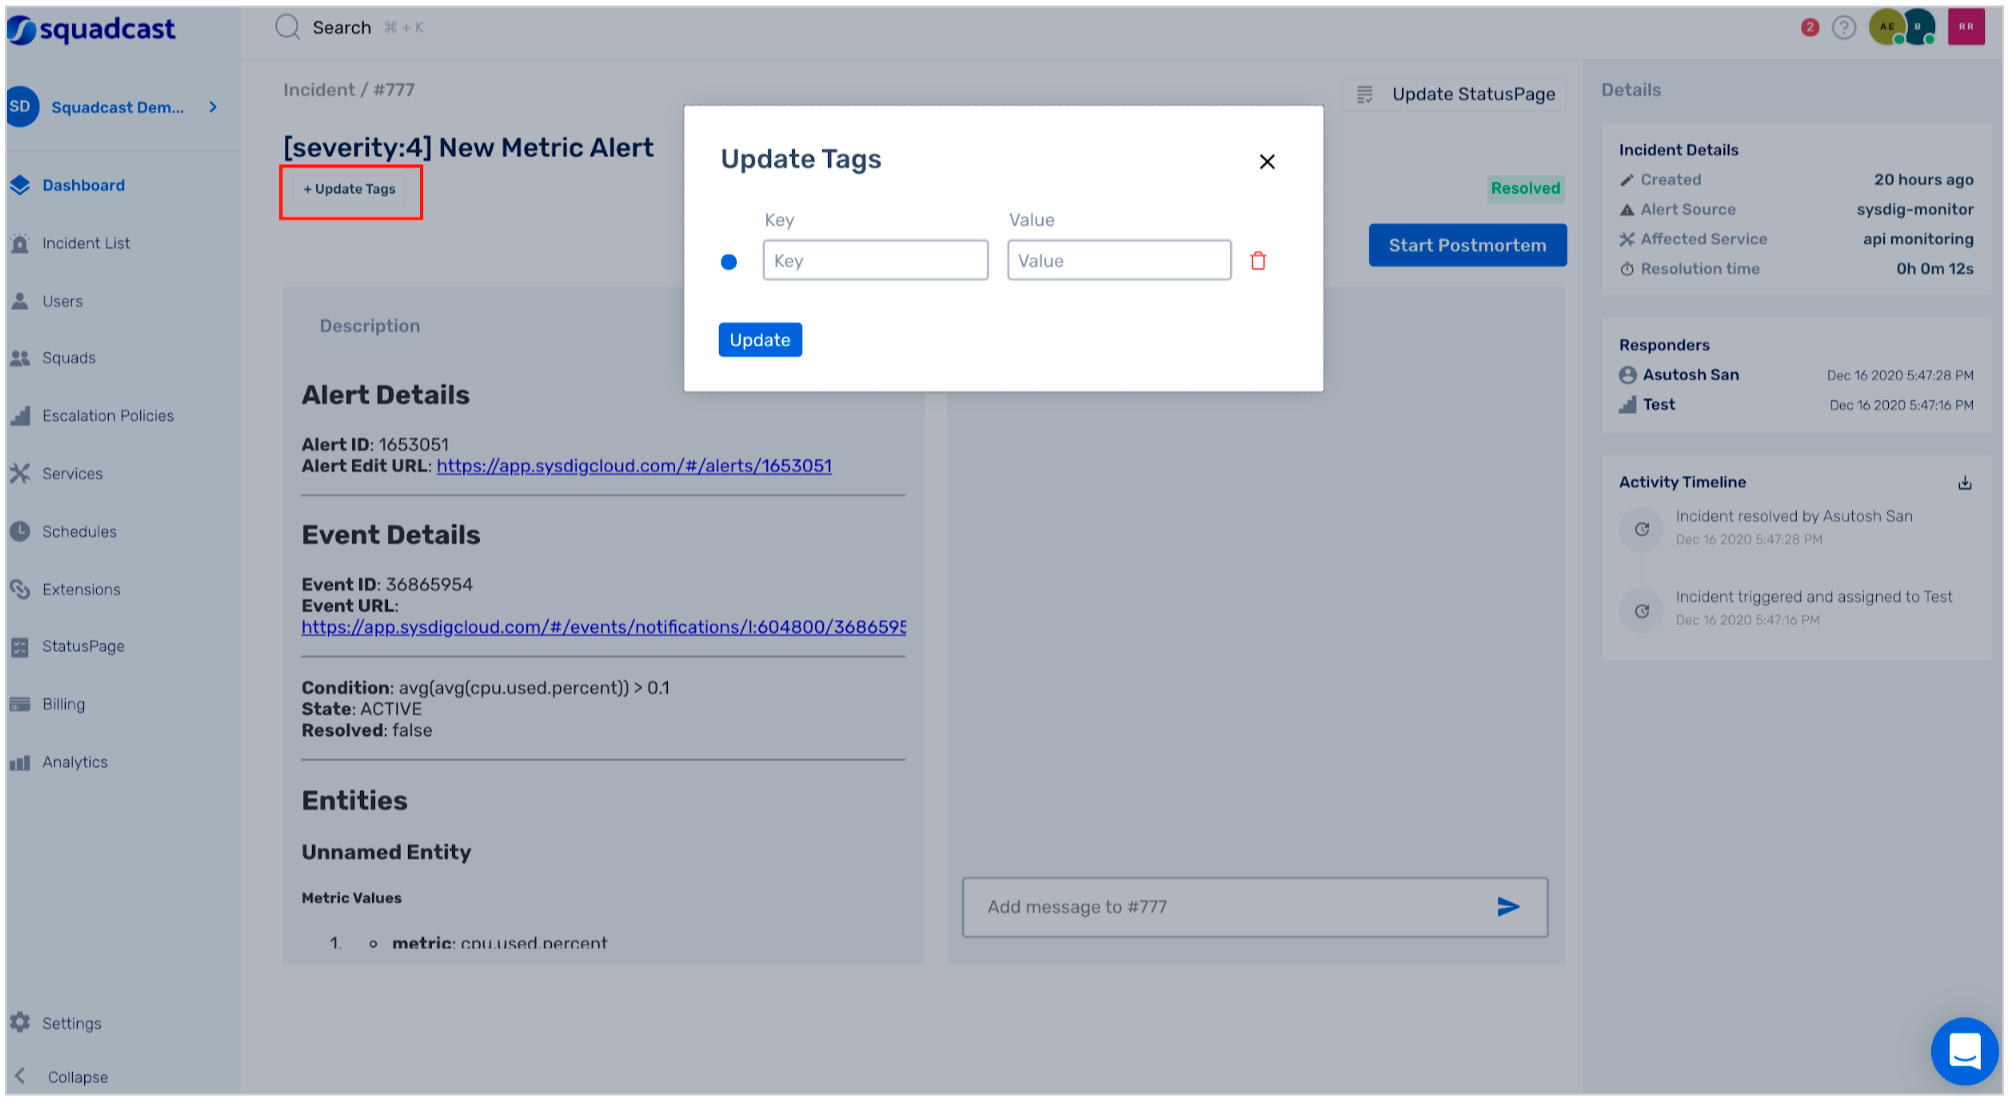 squadcast
Search ⌘ + K
2
?
AE
B
RR
SD
Squadcast Dem...
Dashboard
Incident List
Users
Squads
Escalation Policies
Services
Schedules
Extensions
StatusPage
Billing
Analytics
Settings
Collapse
Incident / #777
Update StatusPage
[severity:4] New Metric Alert
+ Update Tags
Resolved
Start Postmortem
Update Tags
Key Value
Key Value
Update
Description
Alert Details
Alert ID: 1653051
Alert Edit URL: https://app.sysdigcloud.com/#/alerts/1653051
Event Details
Event ID: 36865954
Event URL:
https://app.sysdigcloud.com/#/events/notifications/l:604800/3686595
Condition: avg(avg(cpu.used.percent)) > 0.1
State: ACTIVE
Resolved: false
Entities
Unnamed Entity
Metric Values
1. ○ metric: cpu.used.percent
Add message to #777
Details
Incident Details
Created 20 hours ago
Alert Source sysdig-monitor
Affected Service api monitoring
Resolution time 0h 0m 12s
Responders
Asutosh San Dec 16 2020 5:47:28 PM
Test Dec 16 2020 5:47:16 PM
Activity Timeline
Incident resolved by Asutosh San
Dec 16 2020 5:47:28 PM
Incident triggered and assigned to Test
Dec 16 2020 5:47:16 PM